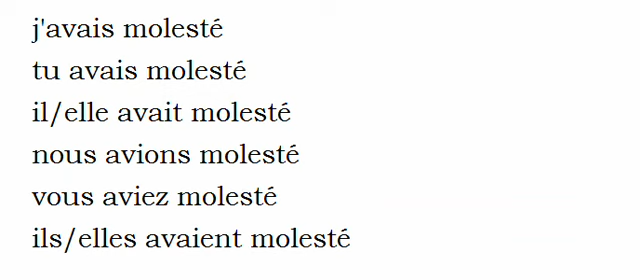 j'avais molesté
tu avais molesté
il/elle avait molesté
nous avions molesté
vous aviez molesté
ils/elles avaient molesté